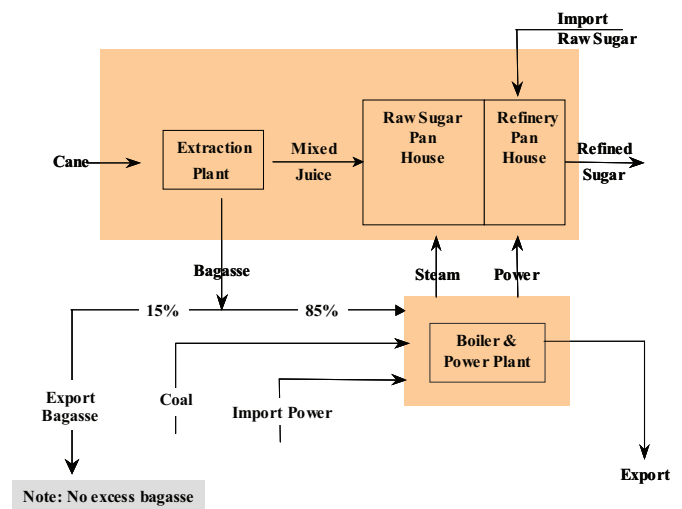 Import
Raw Sugar
Raw Sugar
Pan
House
Refinery
Pan
House
Extraction
Plant
Mixed
Juice
Cane
Refined
Sugar
Bagasse
Steam
Power
15%
85%
Boiler &
Power Plant
Export
Bagasse
Coal
Import Power
Export
Note: No excess bagasse